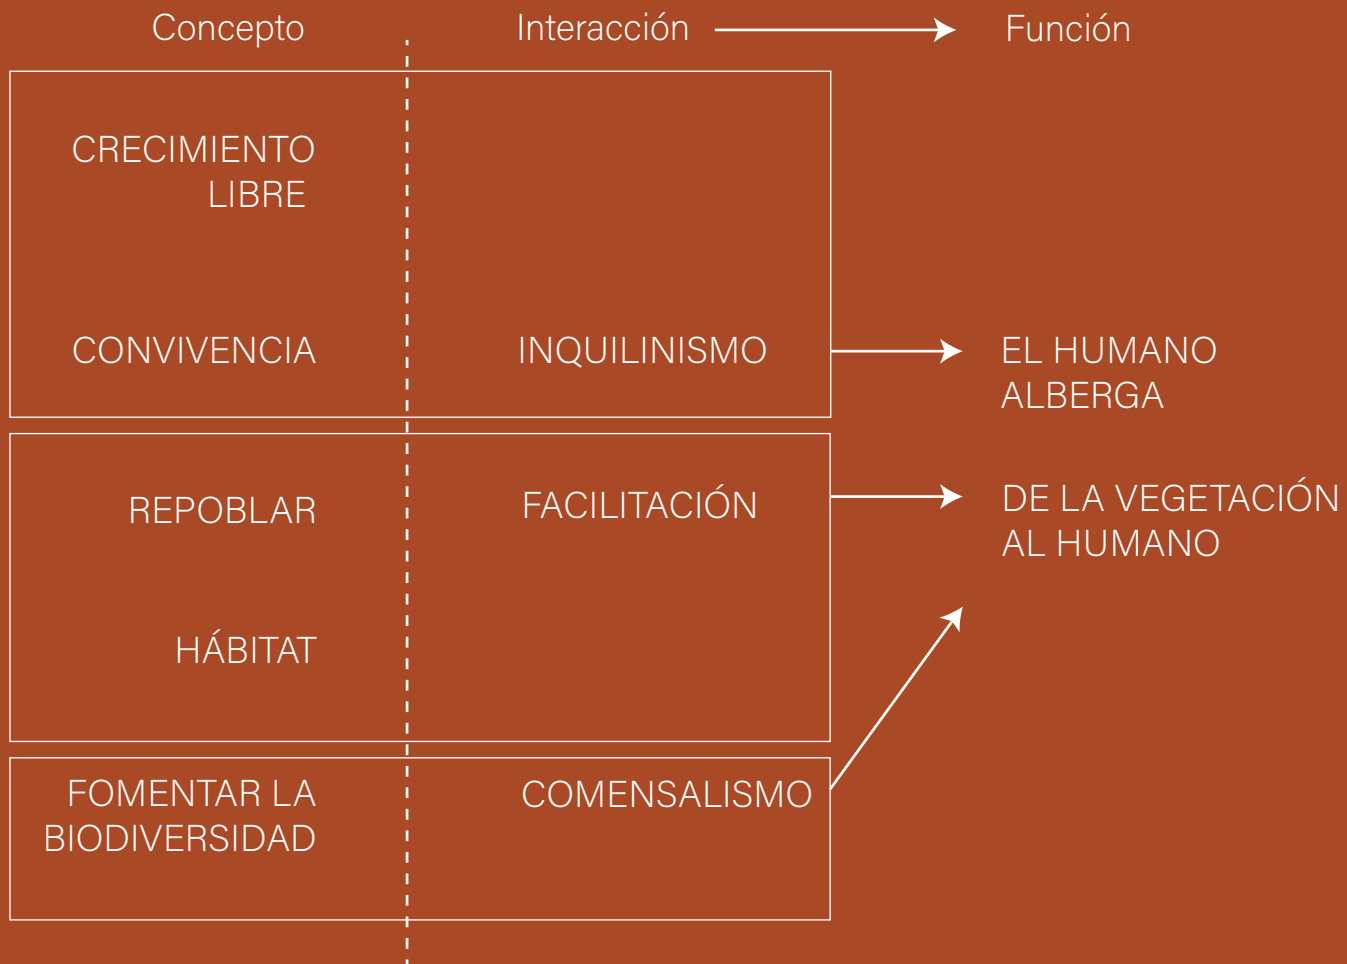 Concepto
Interacción
Función
CRECIMIENTO
LIBRE
CONVIVENCIA
INQUILINISMO
EL HUMANO
ALBERGA
REPOBLAR
FACILITACIÓN
DE LA VEGETACIÓN
AL HUMANO
HÁBITAT
FOMENTAR LA
BIODIVERSIDAD
COMENSALISMO